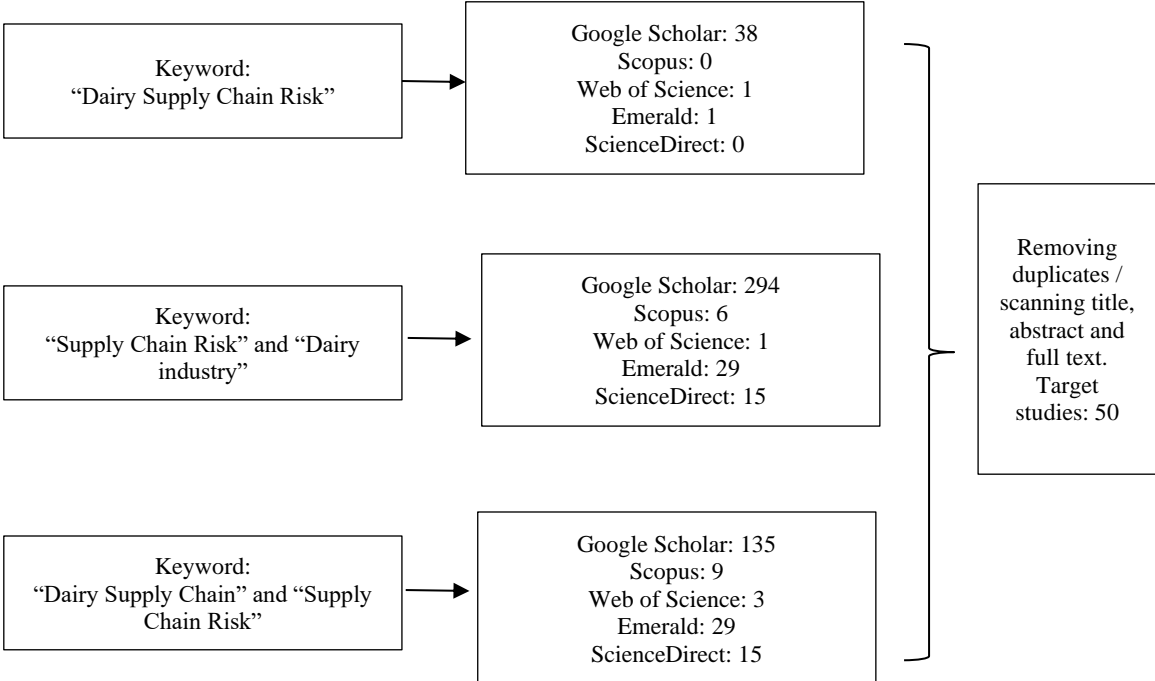 Keyword:
“Dairy Supply Chain Risk”
Google Scholar: 38
Scopus: 0
Web of Science: 1
Emerald: 1
ScienceDirect: 0
Keyword:
“Supply Chain Risk” and “Dairy
industry”
Google Scholar: 294
Scopus: 6
Web of Science: 1
Emerald: 29
ScienceDirect: 15
Keyword:
“Dairy Supply Chain” and “Supply
Chain Risk”
Google Scholar: 135
Scopus: 9
Web of Science: 3
Emerald: 29
ScienceDirect: 15
Removing
duplicates /
scanning title,
abstract and
full text.
Target
studies: 50